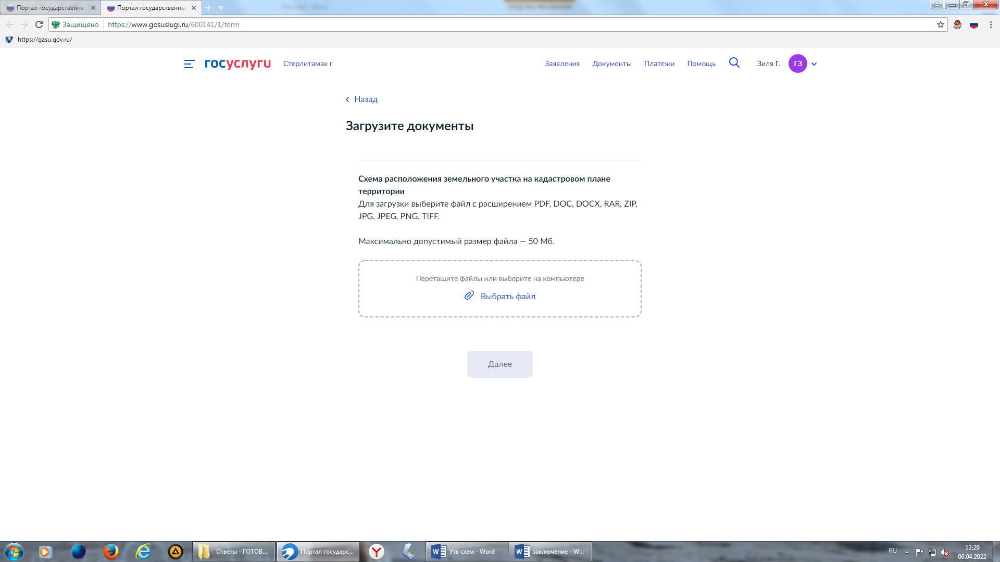 Портал государственны
Портал государственны
Защищено
https://www.gosuslugi.ru/600141/1/form
https://gasu.gov.ru/
госуслуги
Стерлитамак г
Заявления
Документы
Платежи
Помощь
Зиля Г.
ГЗ
Назад
Загрузите документы
Схема расположения земельного участка на кадастровом плане
территории
Для загрузки выберите файл с расширением PDF, DOC, DOCX, RAR, ZIP,
JPG, JPEG, PNG, TIFF.
Максимально допустимый размер файла — 50 Мб.
Перетащите файлы или выберите на компьютере
Выбрать файл
Далее
Ответы - ГОТОВ...
Портал государс...
Утв схем - Word
заключение - W...
RU
12:29
06.04.2022